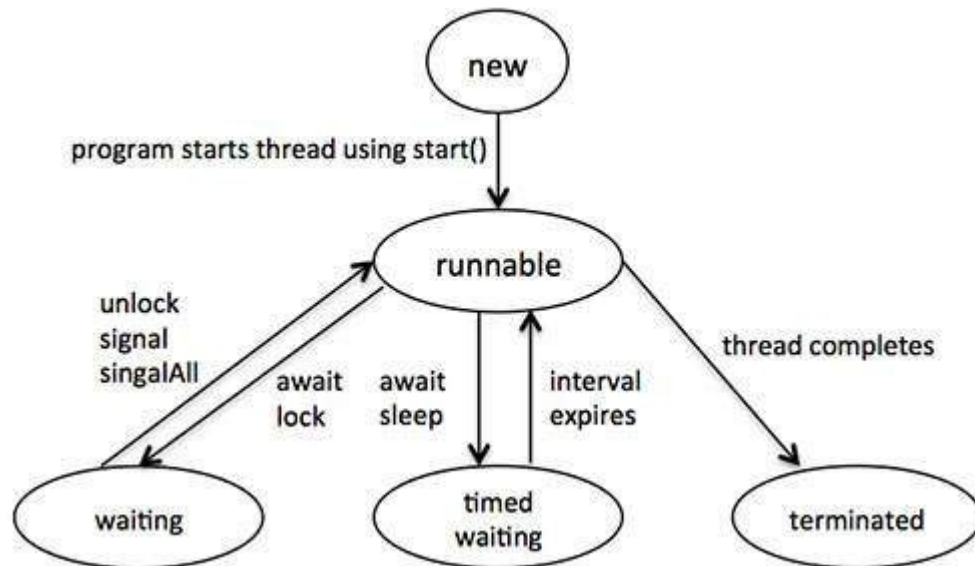 new
program starts thread using start()
runnable
unlock
signal
singalAll
await
lock
await
sleep
interval
expires
thread completes
waiting
timed
waiting
terminated